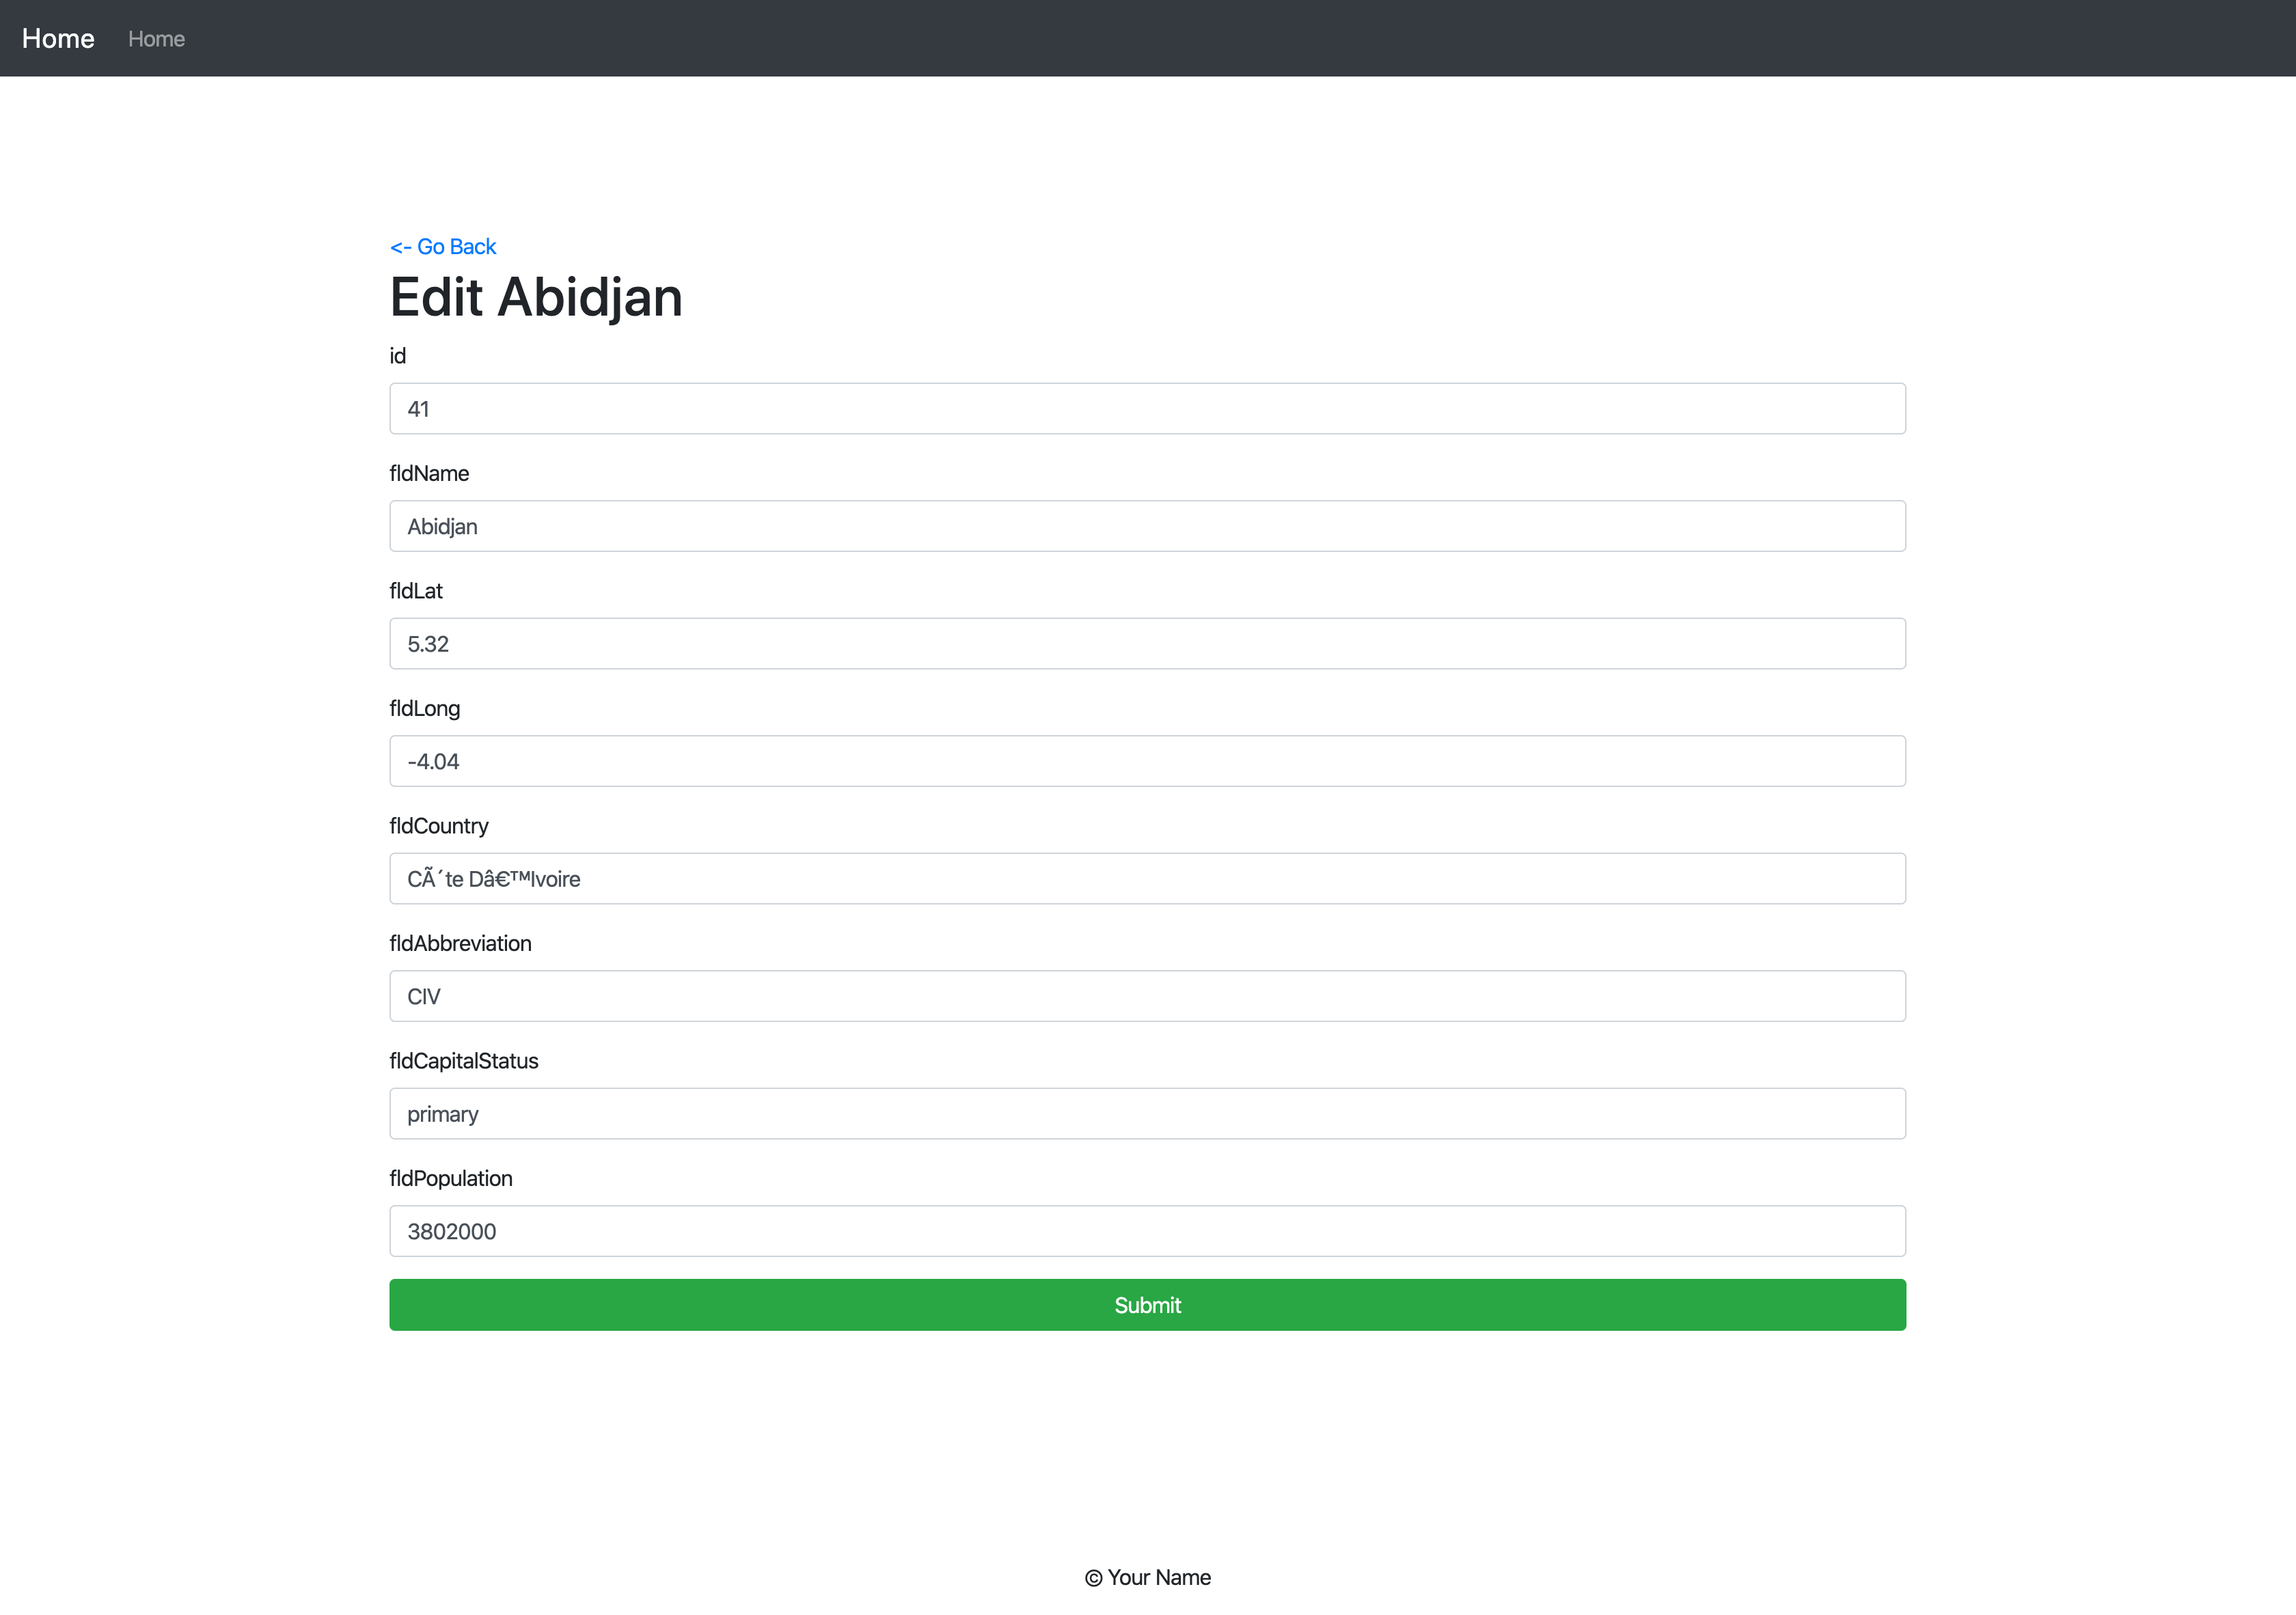 Home Home
<- Go Back
Edit Abidjan
id
41
fldName
Abidjan
fldLat
5.32
fldLong
-4.04
fldCountry
CÃ´te Dâ€™Ivoire
fldAbbreviation
CIV
fldCapitalStatus
primary
fldPopulation
3802000
Submit
© Your Name